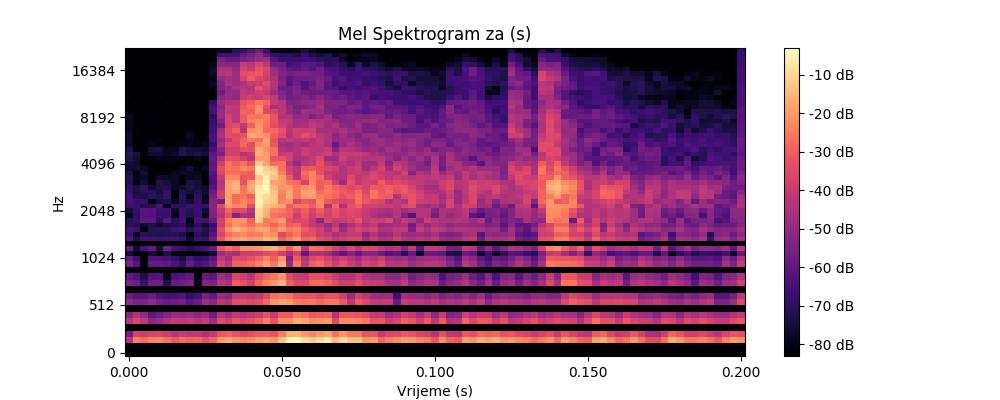 Mel Spektrogram za (s)
Hz
16384
8192
4096
2048
1024
512
0
0.000 0.050 0.100 0.150 0.200
Vrijeme (s)
-10 dB
-20 dB
-30 dB
-40 dB
-50 dB
-60 dB
-70 dB
-80 dB